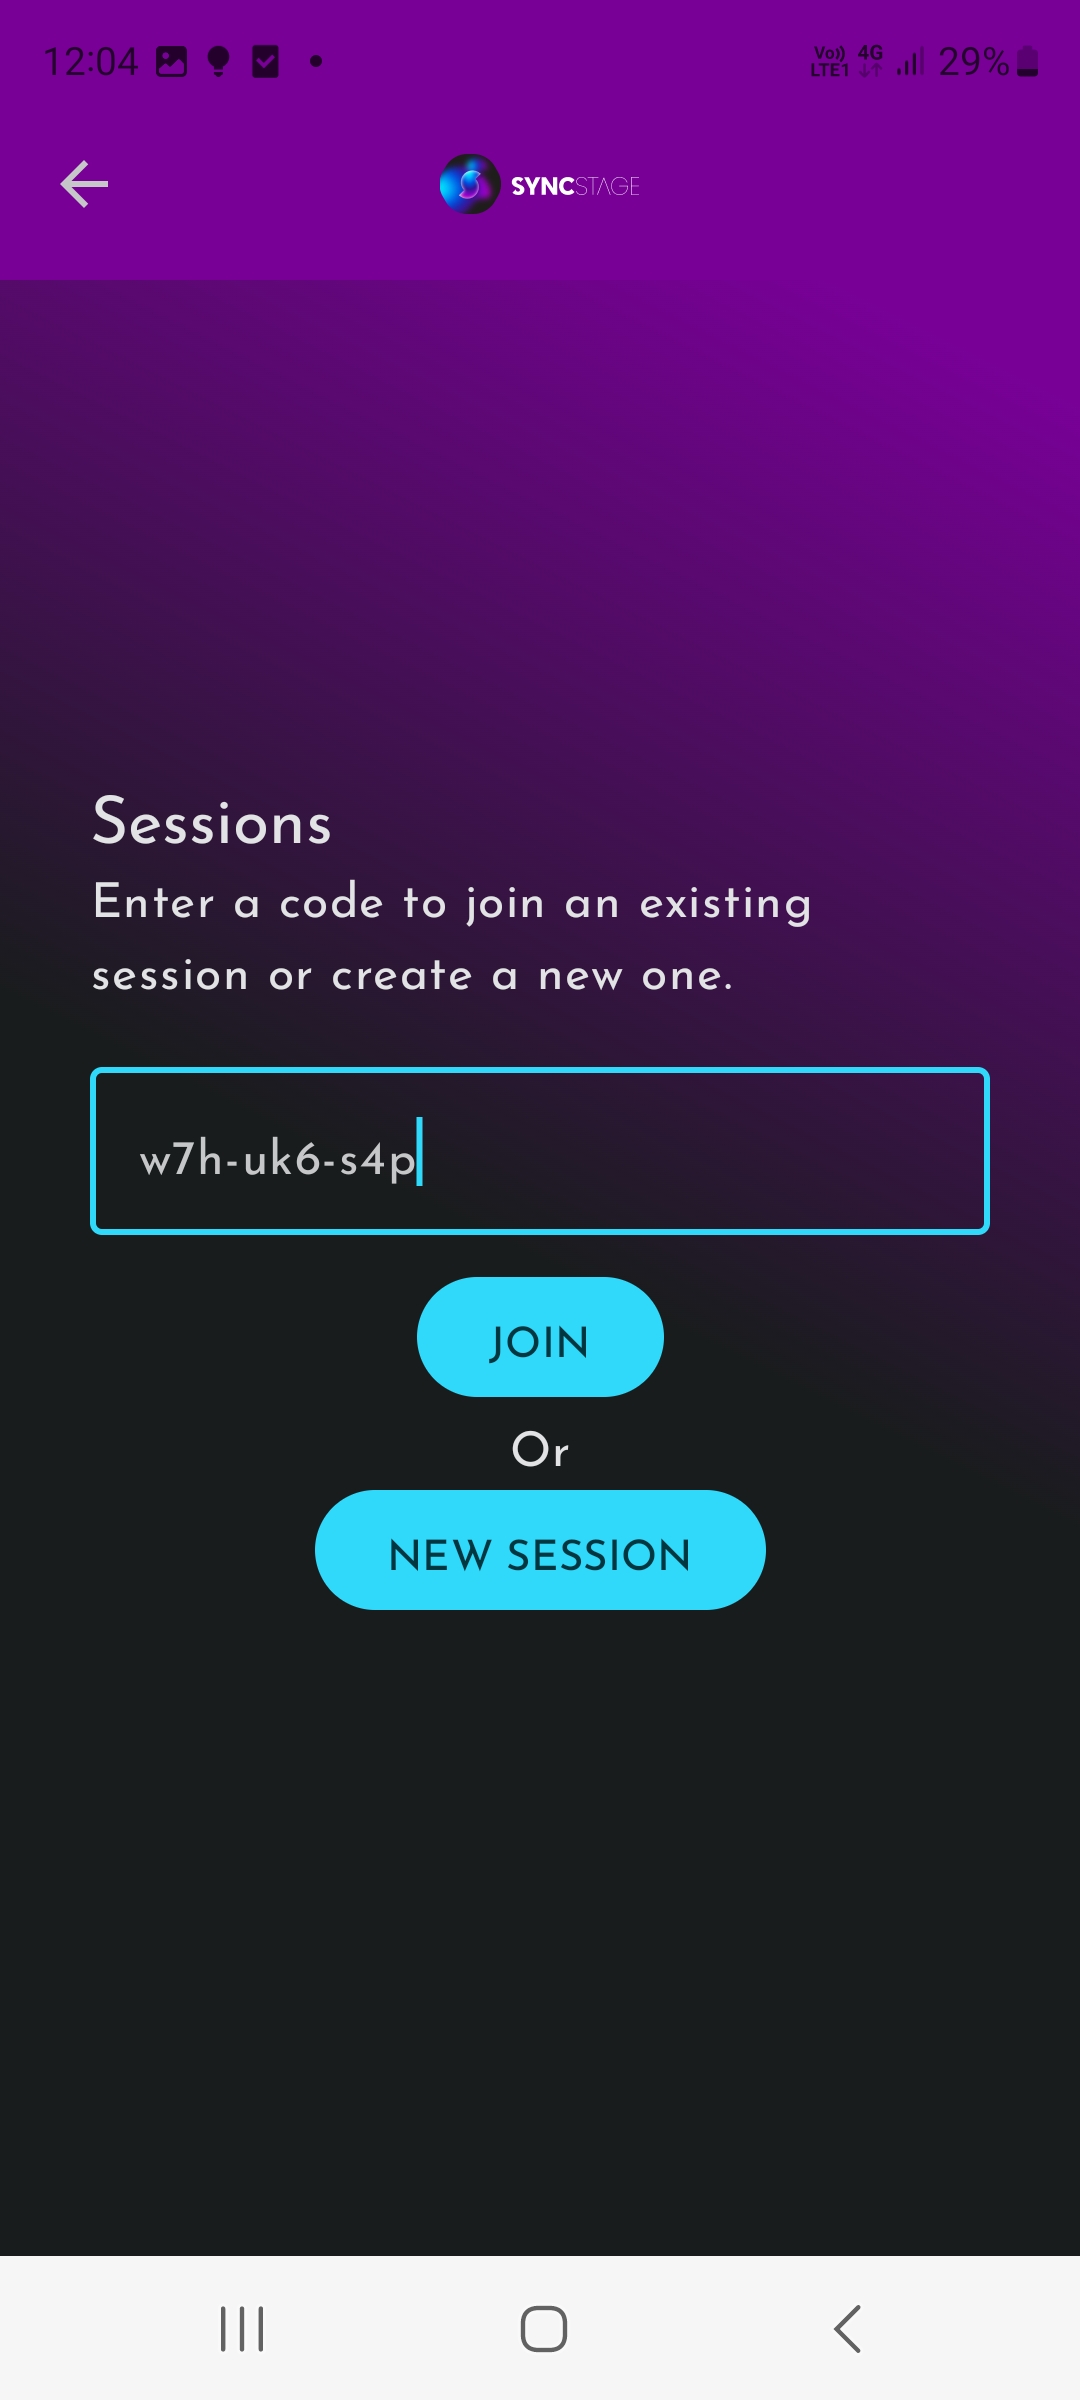 12:04
Vo)) 4G 29%
LTE1
SYNCSTAGE
Sessions
Enter a code to join an existing
session or create a new one.
w7h-uk6-s4p
JOIN
Or
NEW SESSION